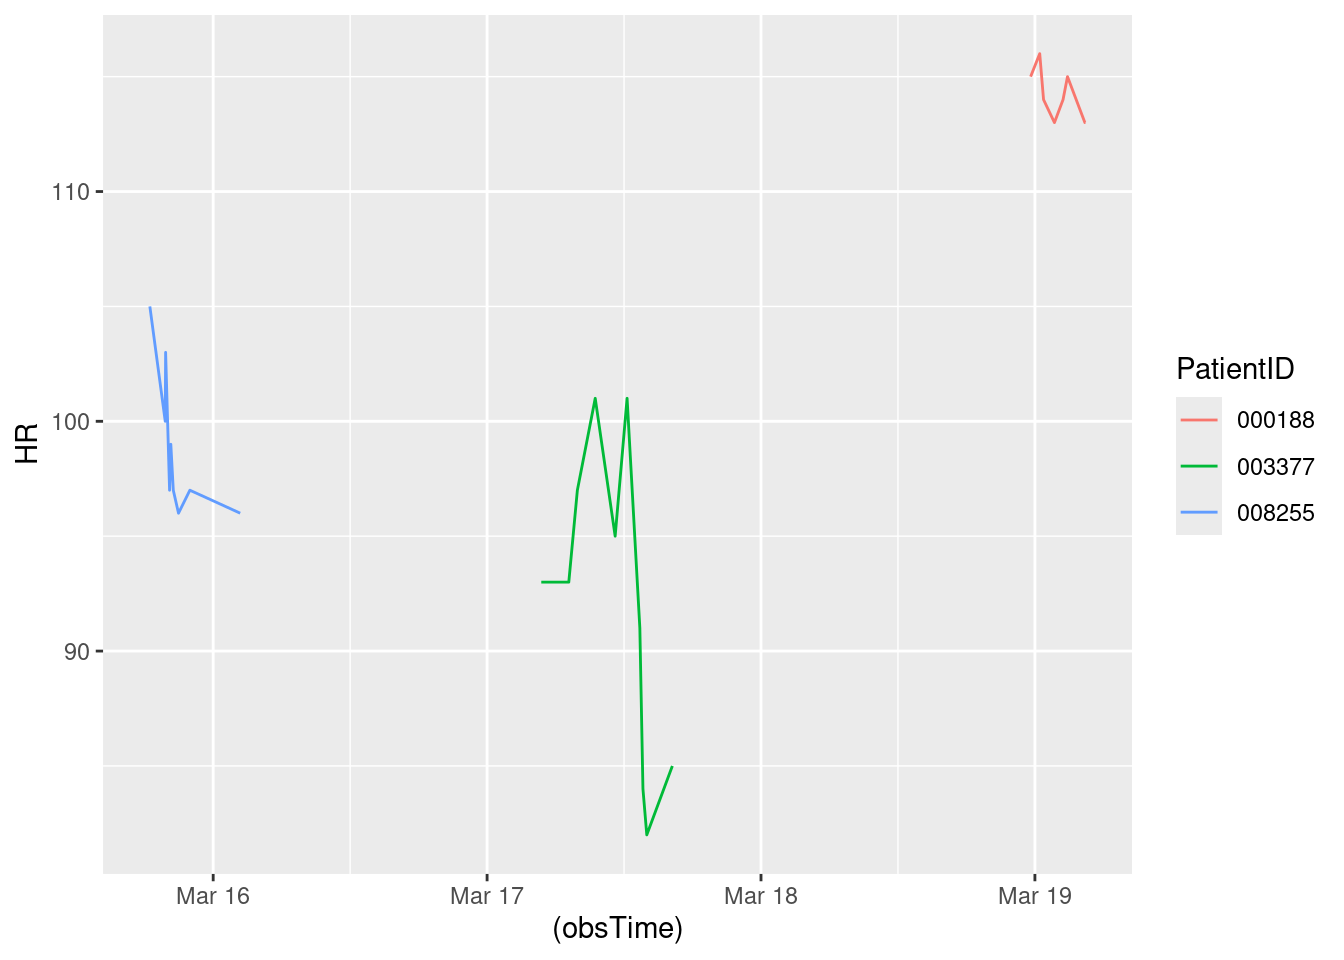 110
100
90
HR
Mar 16
Mar 17
Mar 18
Mar 19
(obsTime)
PatientID
000188
003377
008255